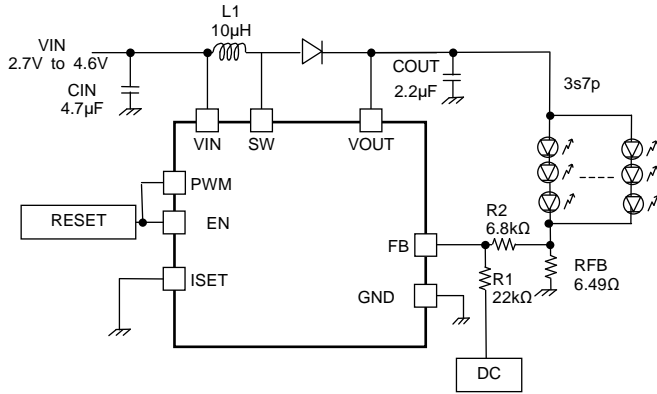 L1
10µH
VIN
2.7V to 4.6V
CIN
4.7µF
COUT
2.2µF
3s7p
VIN
SW
VOUT
PWM
RESET
EN
FB
R2
6.8kΩ
ISET
R1
22kΩ
RFB
6.49Ω
GND
DC